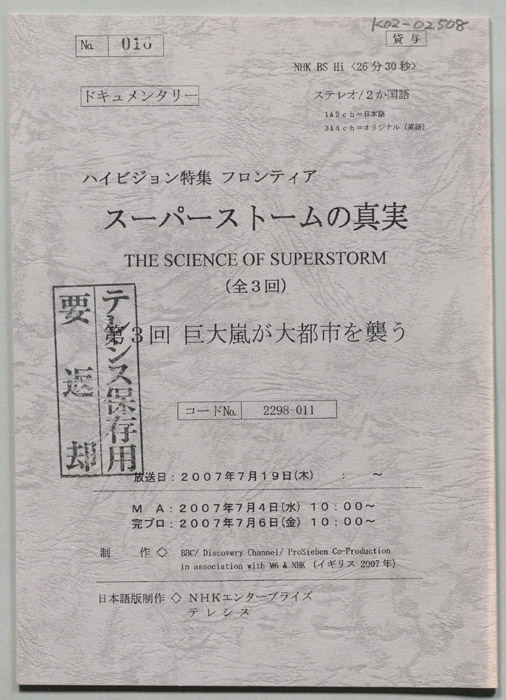 K02-02508
No. 010
貸与
NHK BS Hi <26分30秒>
ドキュメンタリー
ステレオ/2か国語
1&2ch=日本語
3&4ch=オリジナル(英語)
ハイビジョン特集 フロンティア
スーパーストームの真実
THE SCIENCE OF SUPERSTORM
(全3回)
第3回 巨大嵐が大都市を襲う
テレシス保存用
要返却
コードNo. 2298-011
放送日:2007年7月19日(木) : ~
MA:2007年7月4日(水) 10:00~
完プロ:2007年7月6日(金) 10:00~
制作◇ BBC/ Discovery Channel/ ProSieben Co-Production
in association with M6 & NHK (イギリス 2007年)
日本語版制作 ◇ NHKエンタープライズ
テレシス